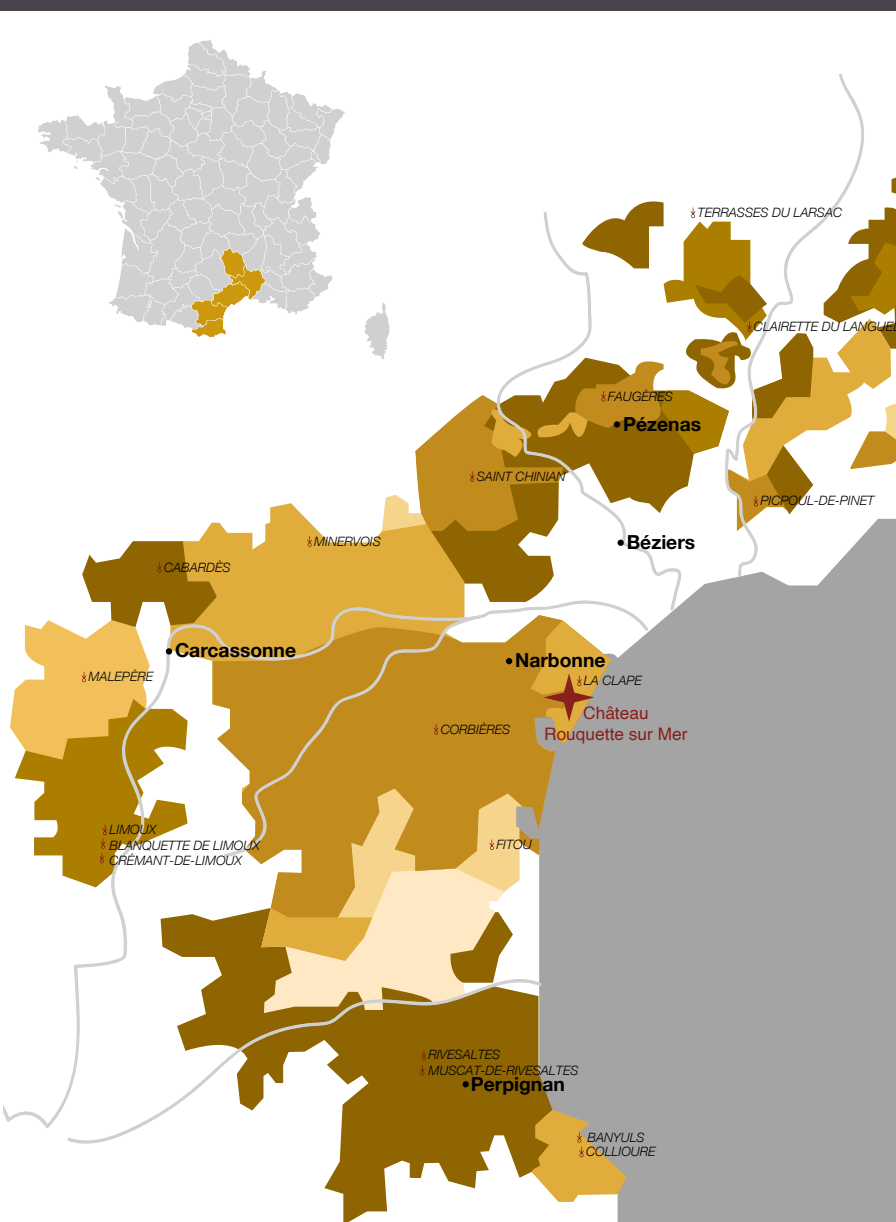 TERRASSES DU LARSAC
CLAIRETTE DU LANGUE
FAUGÈRES
Pézenas
SAINT CHINIAN
PICPOUL-DE-PINET
MINERVOIS
Béziers
CABARDÈS
Carcassonne
Narbonne
MALEPÈRE
LA CLAPE
Château
Rouquette sur Mer
CORBIÈRES
LIMOUX
BLANQUETTE DE LIMOUX
CRÉMANT-DE-LIMOUX
FITOU
RIVESALTES
MUSCAT-DE-RIVESALTES
Perpignan
BANYULS
COLLIOURE